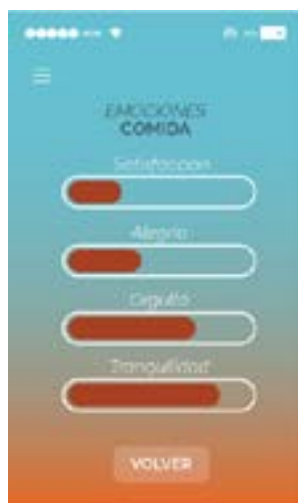 EMOCIONES
COMIDA
Satisfacción
Alegría
Orgullo
Tranquilidad
VOLVER